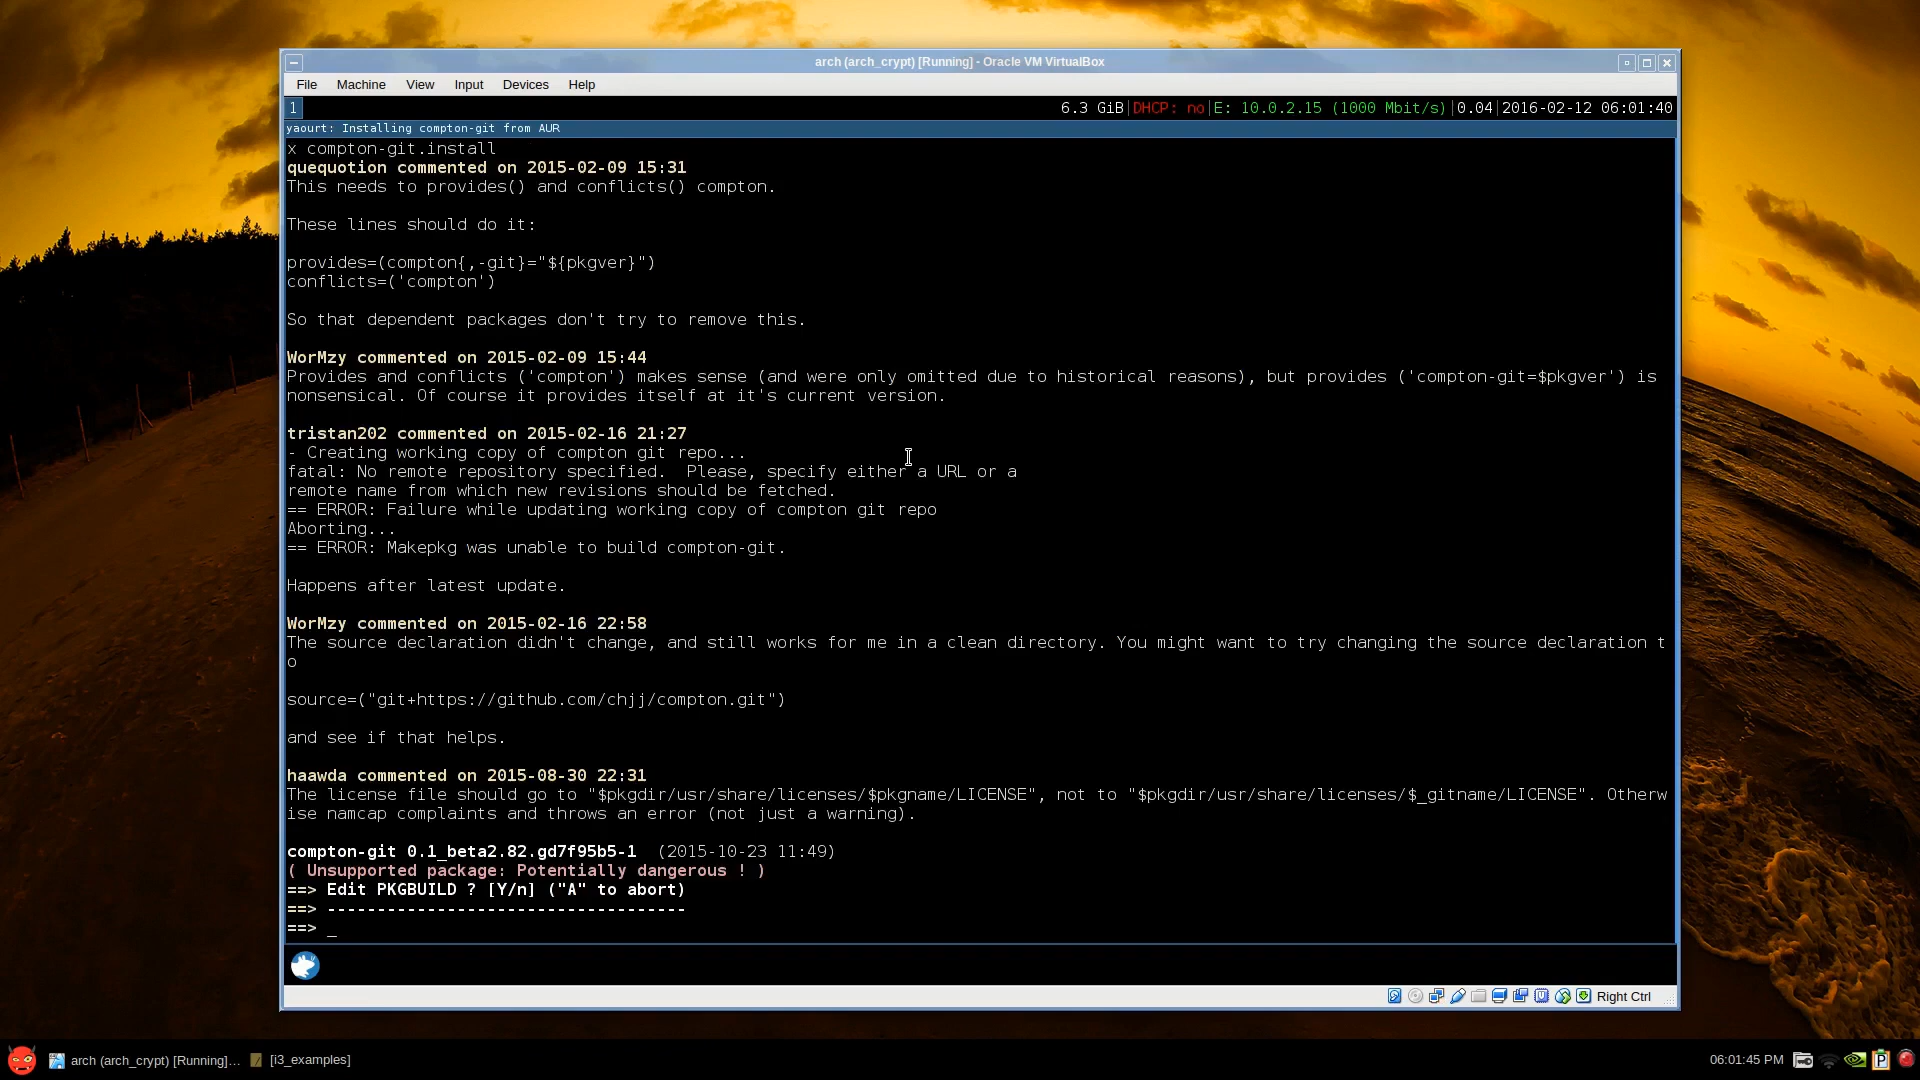 arch (arch_crypt) [Running] - Oracle VM VirtualBox
File Machine View Input Devices Help
1 6.3 GiB|DHCP: no|E: 10.0.2.15 (1000 Mbit/s)|0.04|2016-02-12 06:01:40
yaourt: Installing compton-git from AUR
x compton-git.install
quequotion commented on 2015-02-09 15:31
This needs to provides() and conflicts() compton.
These lines should do it:
provides=(compton{,-git}="${pkgver}")
conflicts=('compton')
So that dependent packages don't try to remove this.
WorMzy commented on 2015-02-09 15:44
Provides and conflicts ('compton') makes sense (and were only omitted due to historical reasons), but provides ('compton-git=$pkgver') is
nonsensical. Of course it provides itself at it's current version.
tristan202 commented on 2015-02-16 21:27
- Creating working copy of compton git repo...
fatal: No remote repository specified.  Please, specify either a URL or a
remote name from which new revisions should be fetched.
== ERROR: Failure while updating working copy of compton git repo
Aborting...
== ERROR: Makepkg was unable to build compton-git.
Happens after latest update.
WorMzy commented on 2015-02-16 22:58
The source declaration didn't change, and still works for me in a clean directory. You might want to try changing the source declaration t
o
source=("git+https://github.com/chjj/compton.git")
and see if that helps.
haawda commented on 2015-08-30 22:31
The license file should go to "$pkgdir/usr/share/licenses/$pkgname/LICENSE", not to "$pkgdir/usr/share/licenses/$_gitname/LICENSE". Otherw
ise namcap complaints and throws an error (not just a warning).
compton-git 0.1_beta2.82.gd7f95b5-1  (2015-10-23 11:49)
( Unsupported package: Potentially dangerous ! )
==> Edit PKGBUILD ? [Y/n] ("A" to abort)
==> ------------------------------------
==> _
Right Ctrl
arch (arch_crypt) [Running]... [i3_examples] 06:01:45 PM